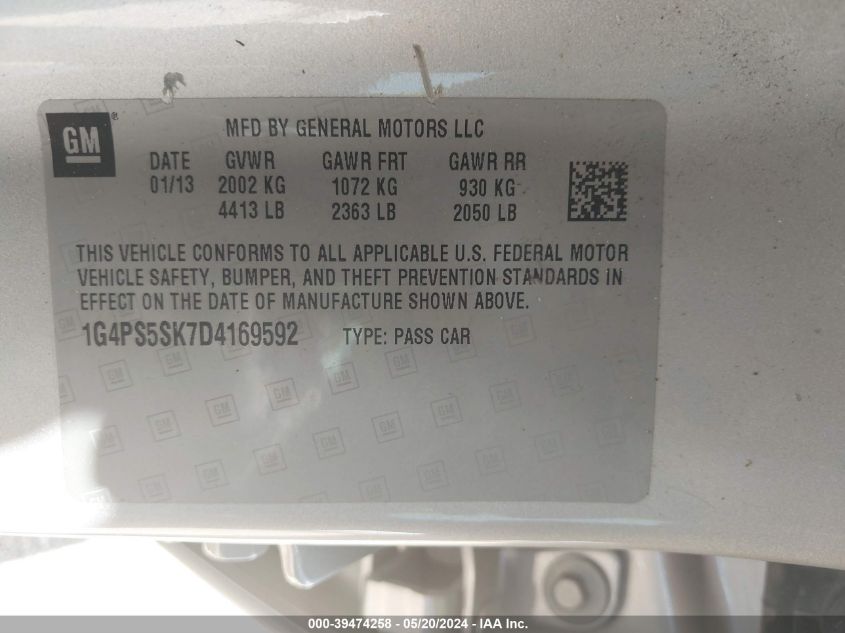 GM ®
MFD BY GENERAL MOTORS LLC
DATE GVWR GAWR FRT GAWR RR
01/13 2002 KG 1072 KG 930 KG
4413 LB 2363 LB 2050 LB
THIS VEHICLE CONFORMS TO ALL APPLICABLE U.S. FEDERAL MOTOR
VEHICLE SAFETY, BUMPER, AND THEFT PREVENTION STANDARDS IN
EFFECT ON THE DATE OF MANUFACTURE SHOWN ABOVE.
1G4PS5SK7D4169592 TYPE: PASS CAR
000-39474258 - 05/20/2024 - IAA Inc.